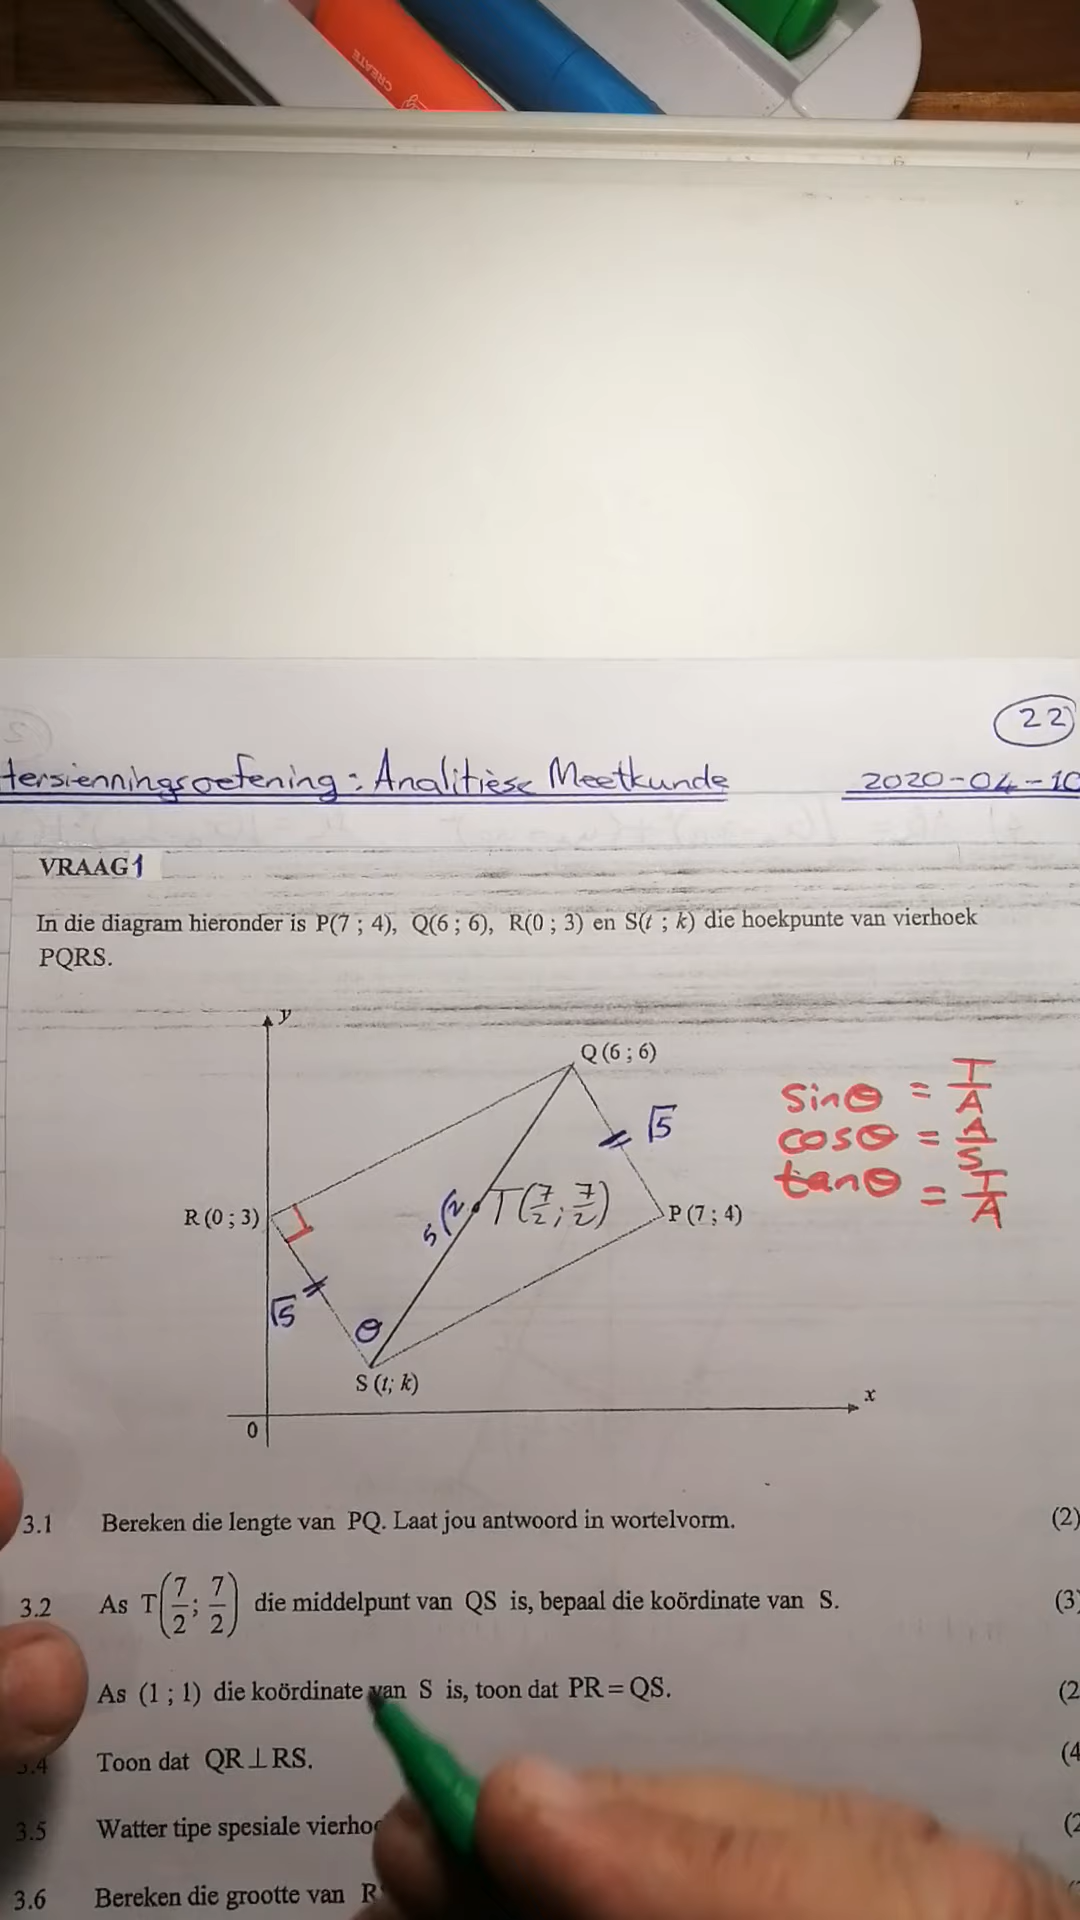 CREATE
22
tersienningsoefening: Analitiese Meetkunde 2020-04-10
VRAAG 1
In die diagram hieronder is P(7 ; 4), Q(6 ; 6), R(0 ; 3) en S(t ; k) die hoekpunte van vierhoek
PQRS.
y
Q (6 ; 6)
sinθ = T/A
√5
cosθ = A/S
tanθ = T/A
T(7/2 ; 7/2)
R (0 ; 3)
P (7 ; 4)
√5
θ
S (t; k)
x
0
3.1 Bereken die lengte van PQ. Laat jou antwoord in wortelvorm. (2)
3.2 As T(7/2 ; 7/2) die middelpunt van QS is, bepaal die koördinate van S. (3)
As (1 ; 1) die koördinate van S is, toon dat PR = QS. (2
3.4 Toon dat QR ⊥ RS. (4
3.5 Watter tipe spesiale (2
3.6 Bereken die grootte van R